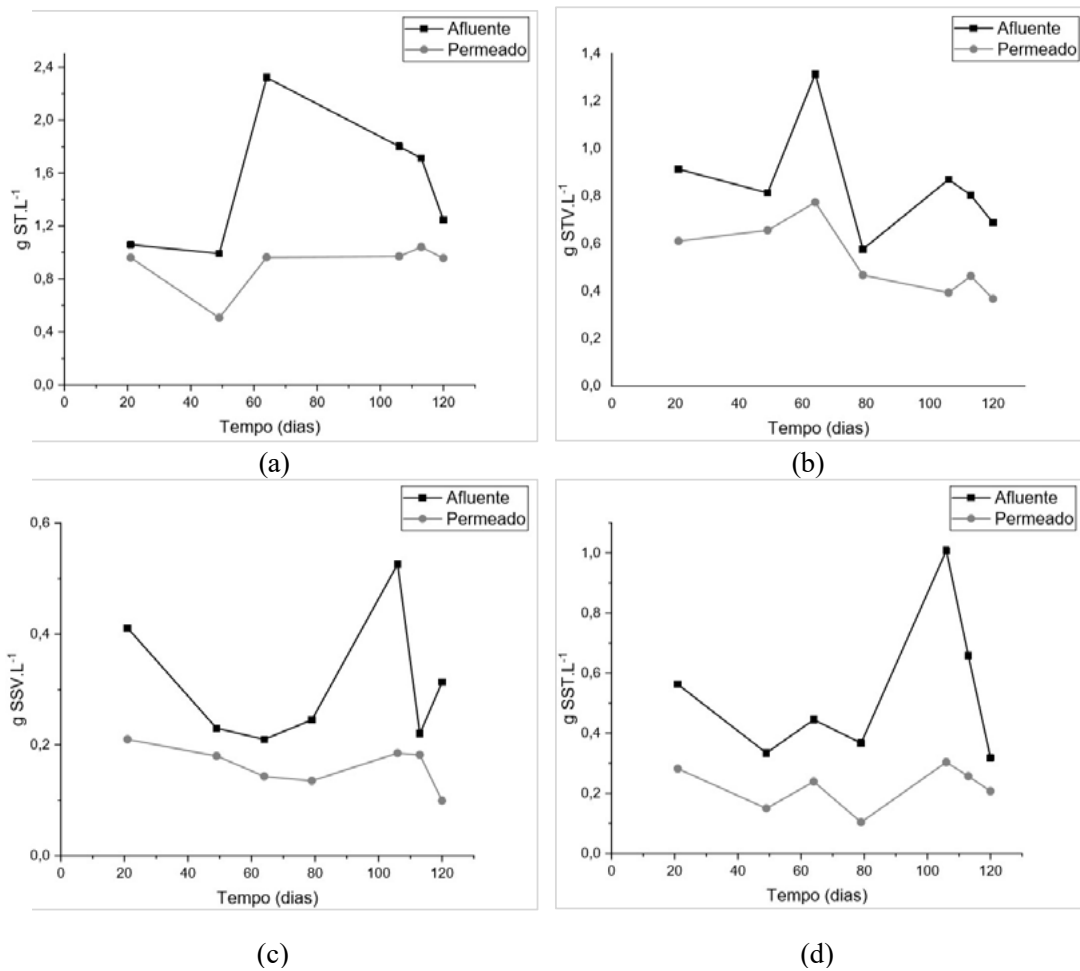 Afluente
Permeado
g ST.L⁻¹
2,4
2,0
1,6
1,2
0,8
0,4
0,0
0 20 40 60 80 100 120
Tempo (dias)
(a)
Afluente
Permeado
g STV.L⁻¹
1,4
1,2
1,0
0,8
0,6
0,4
0,2
0,0
0 20 40 60 80 100 120
Tempo (dias)
(b)
Afluente
Permeado
g SSV.L⁻¹
0,6
0,4
0,2
0,0
0 20 40 60 80 100 120
Tempo (dias)
(c)
Afluente
Permeado
g SST.L⁻¹
1,0
0,8
0,6
0,4
0,2
0,0
0 20 40 60 80 100 120
Tempo (dias)
(d)